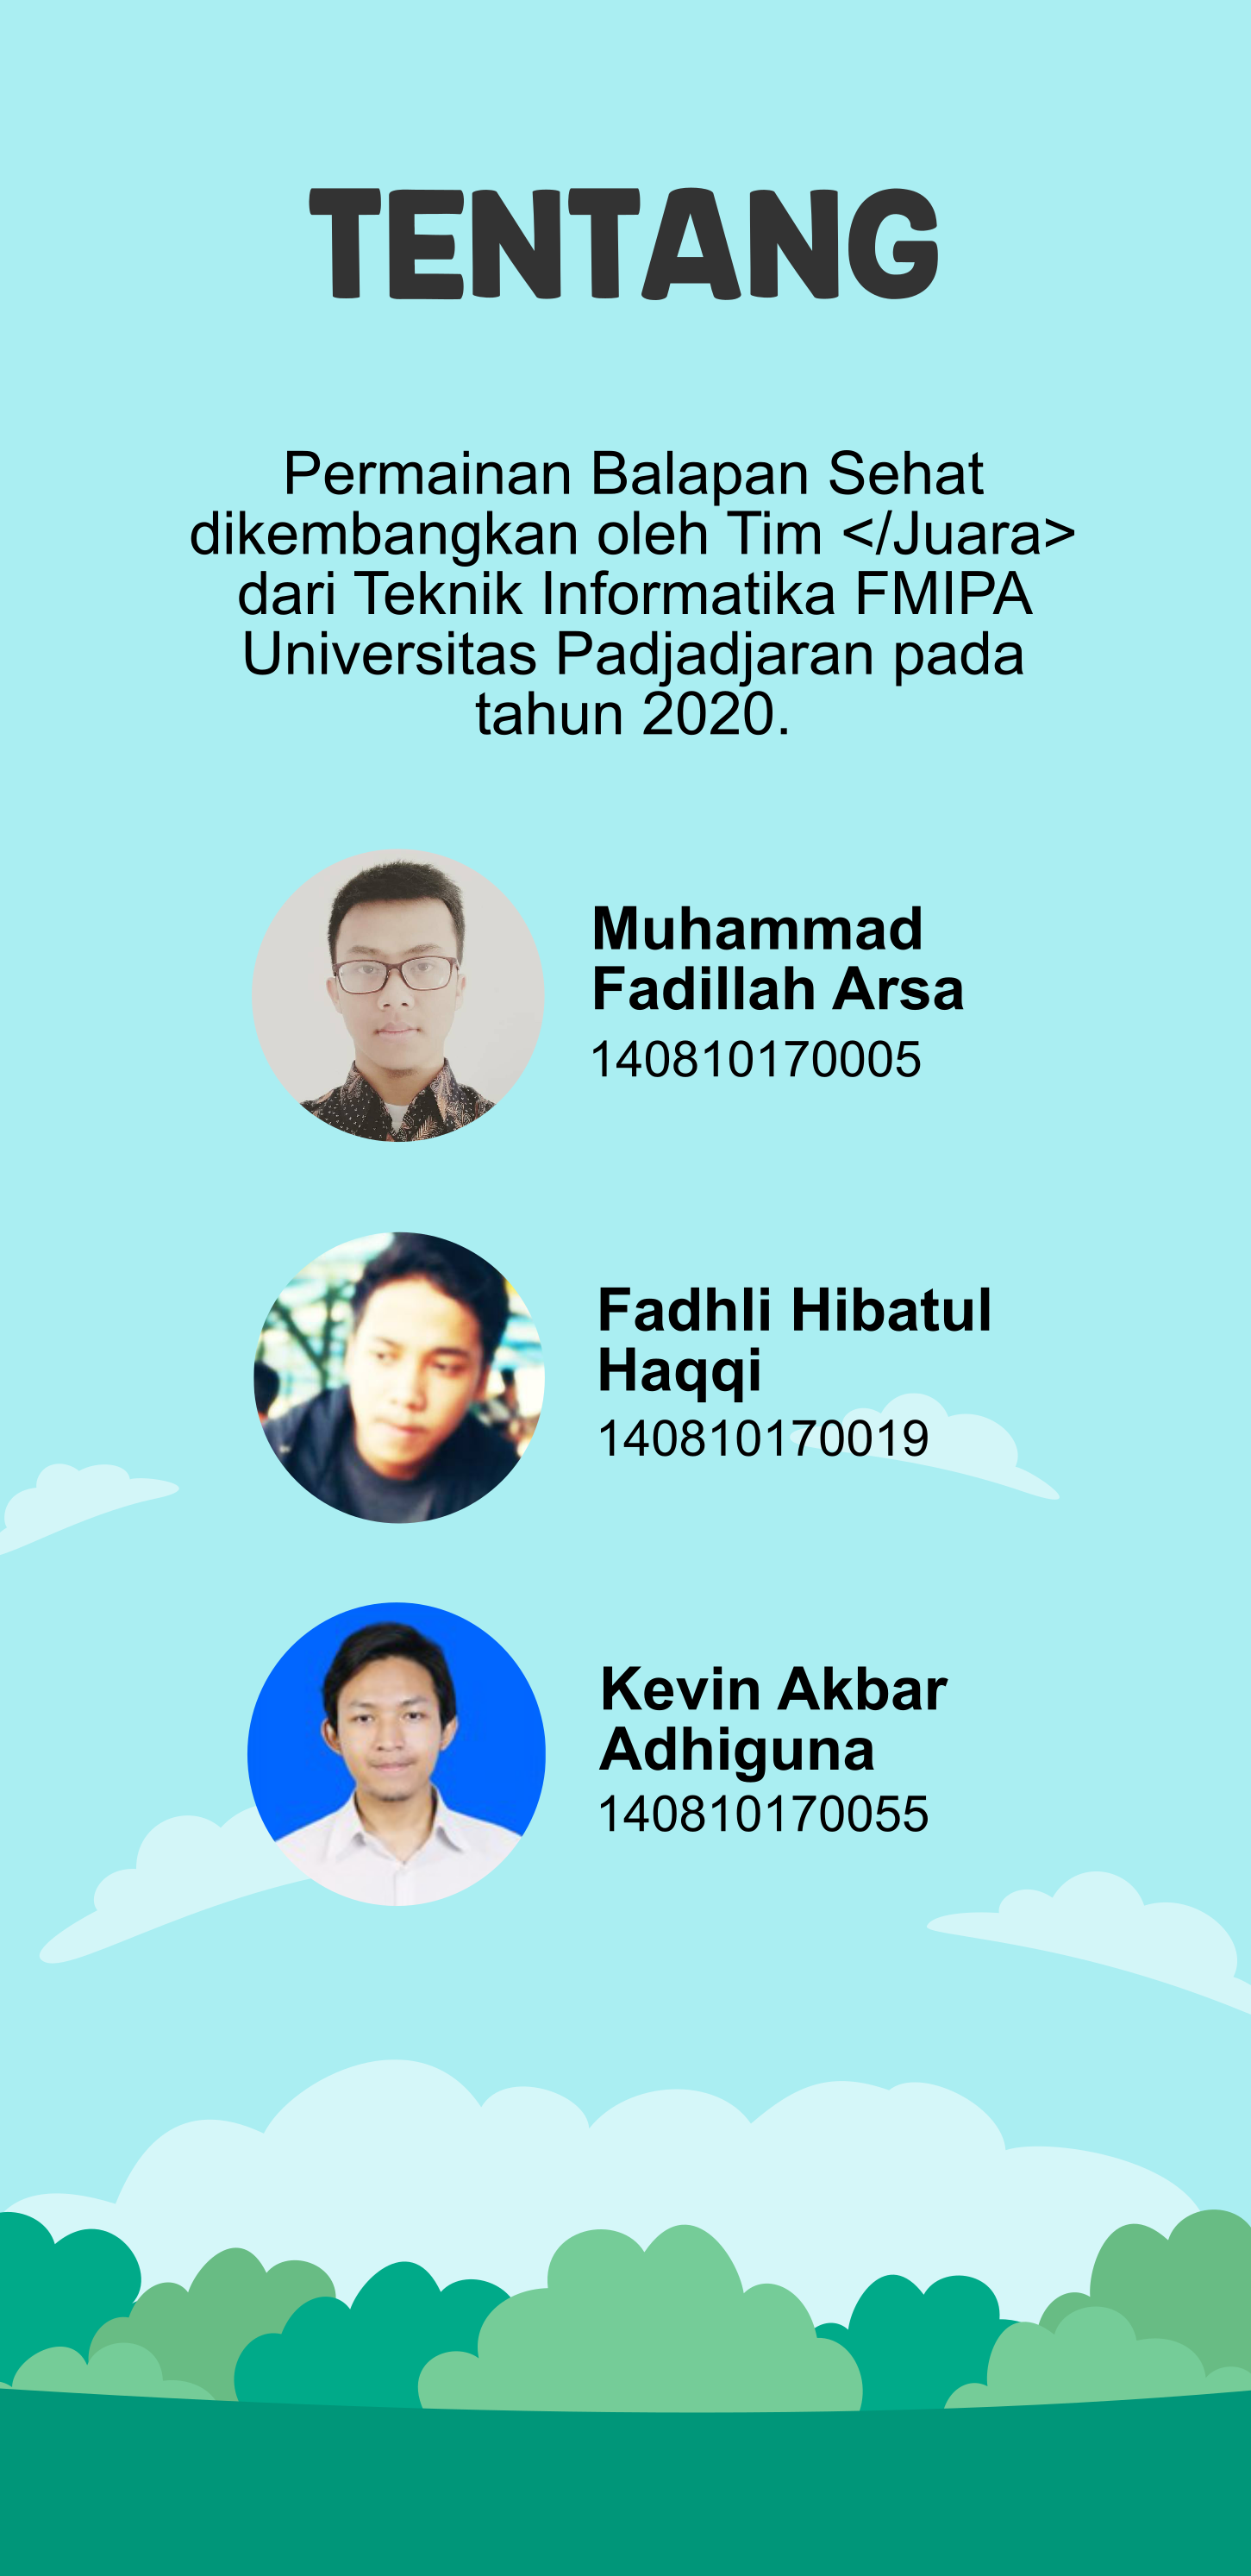 TENTANG
Permainan Balapan Sehat
dikembangkan oleh Tim </Juara>
dari Teknik Informatika FMIPA
Universitas Padjadjaran pada
tahun 2020.
Muhammad
Fadillah Arsa
140810170005
Fadhli Hibatul
Haqqi
140810170019
Kevin Akbar
Adhiguna
140810170055